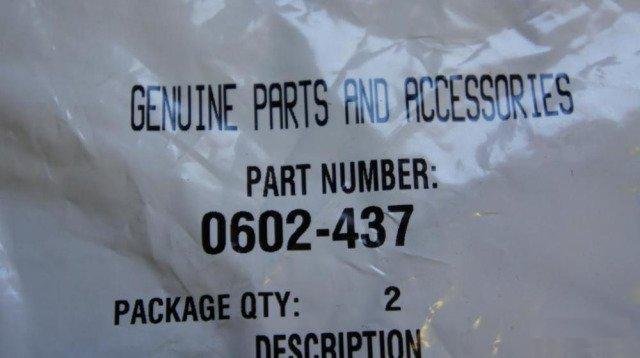 GENUINE PARTS AND ACCESSORIES
PART NUMBER:
0602-437
PACKAGE QTY: 2
DESCRIPTION